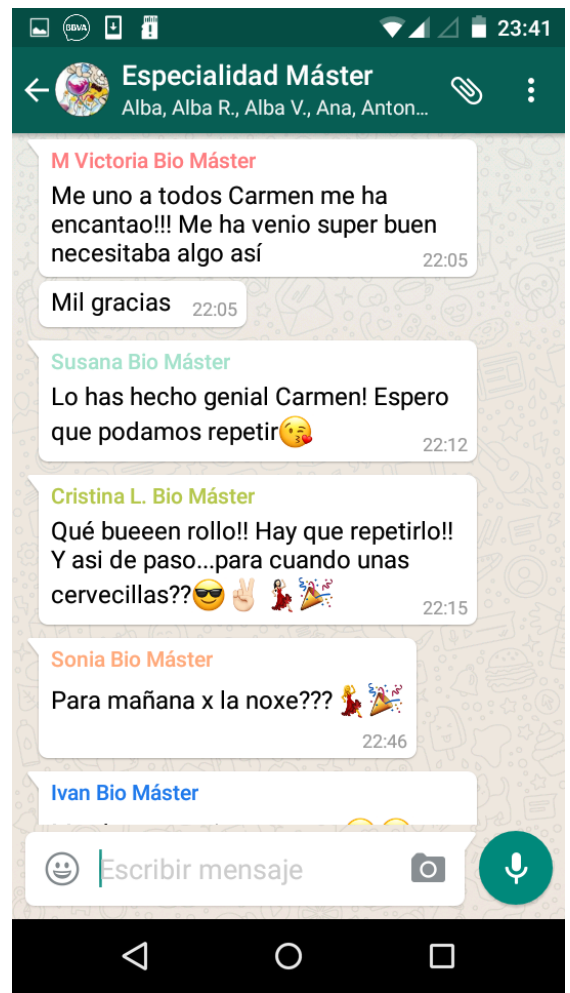 BBVA
23:41
Especialidad Máster
Alba, Alba R., Alba V., Ana, Anton...
M Victoria Bio Máster
Me uno a todos Carmen me ha
encantao!!! Me ha venio super buen
necesitaba algo así
22:05
Mil gracias 22:05
Susana Bio Máster
Lo has hecho genial Carmen! Espero
que podamos repetir😘
22:12
Cristina L. Bio Máster
Qué bueeen rollo!! Hay que repetirlo!!
Y asi de paso...para cuando unas
cervecillas??😎✌🏻💃🎉
22:15
Sonia Bio Máster
Para mañana x la noxe??? 💃🎉
22:46
Ivan Bio Máster
Escribir mensaje